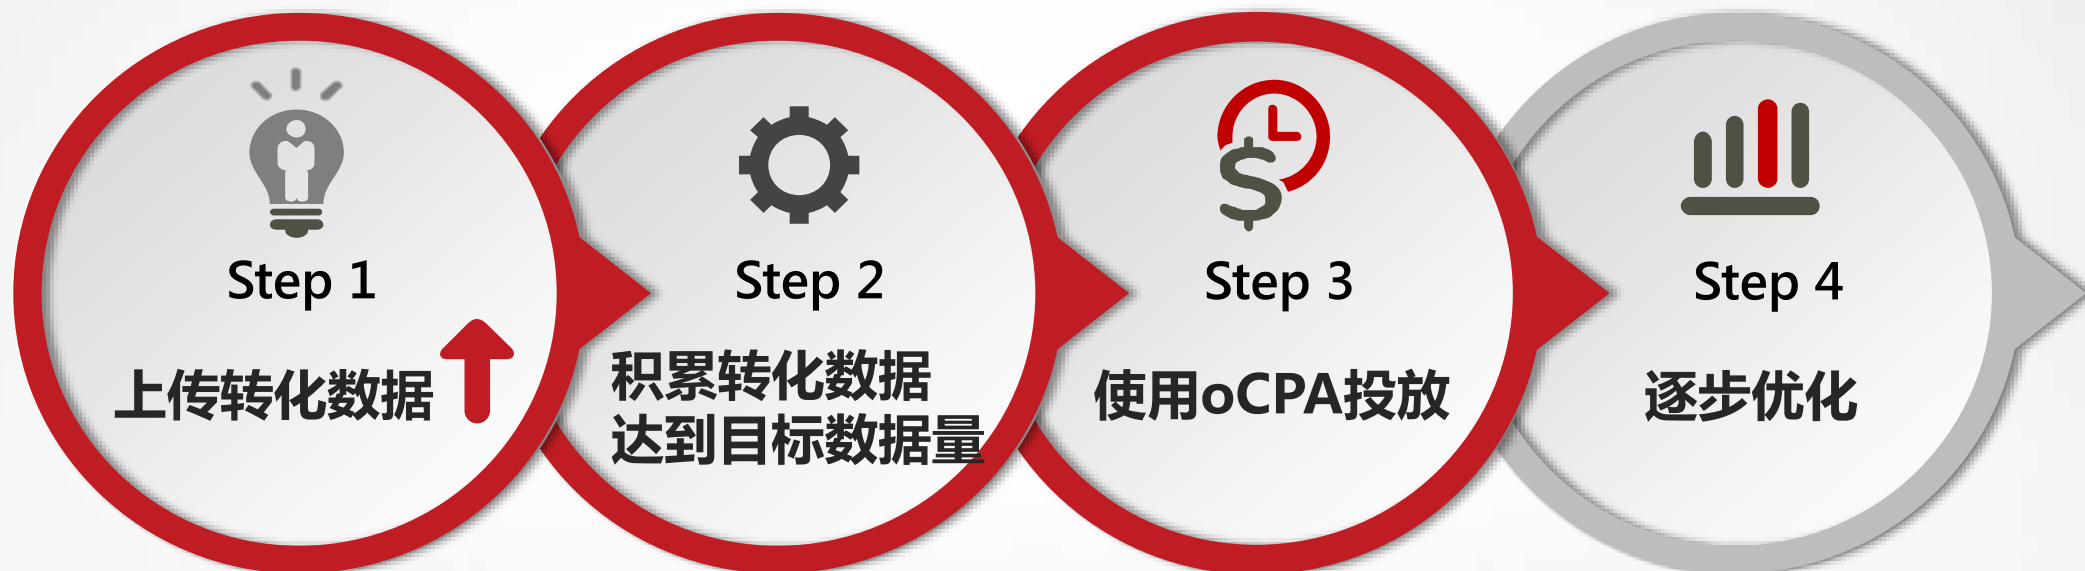 Step 1
上传转化数据
Step 2
积累转化数据
达到目标数据量
Step 3
使用oCPA投放
Step 4
逐步优化